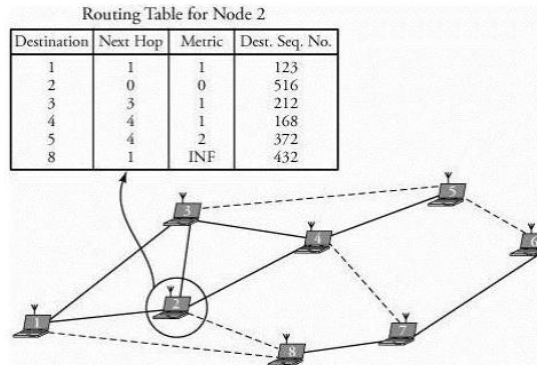 Routing Table for Node 2
Destination Next Hop Metric Dest. Seq. No.
1 1 1 123
2 0 0 516
3 3 1 212
4 4 1 168
5 4 2 372
8 1 INF 432
3
5
4
6
2
1
7
8